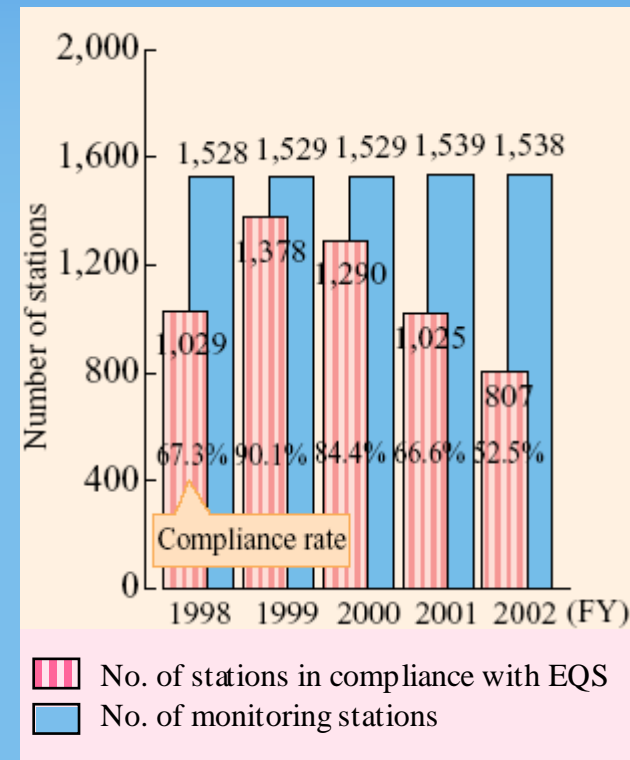 2,000
1,600
1,200
800
400
0
Number of stations
1,528 1,529 1,529 1,539 1,538
1,029 1,378 1,290 1,025 807
67.3% 90.1% 84.4% 66.6% 52.5%
Compliance rate
1998 1999 2000 2001 2002 (FY)
No. of stations in compliance with EQS
No. of monitoring stations